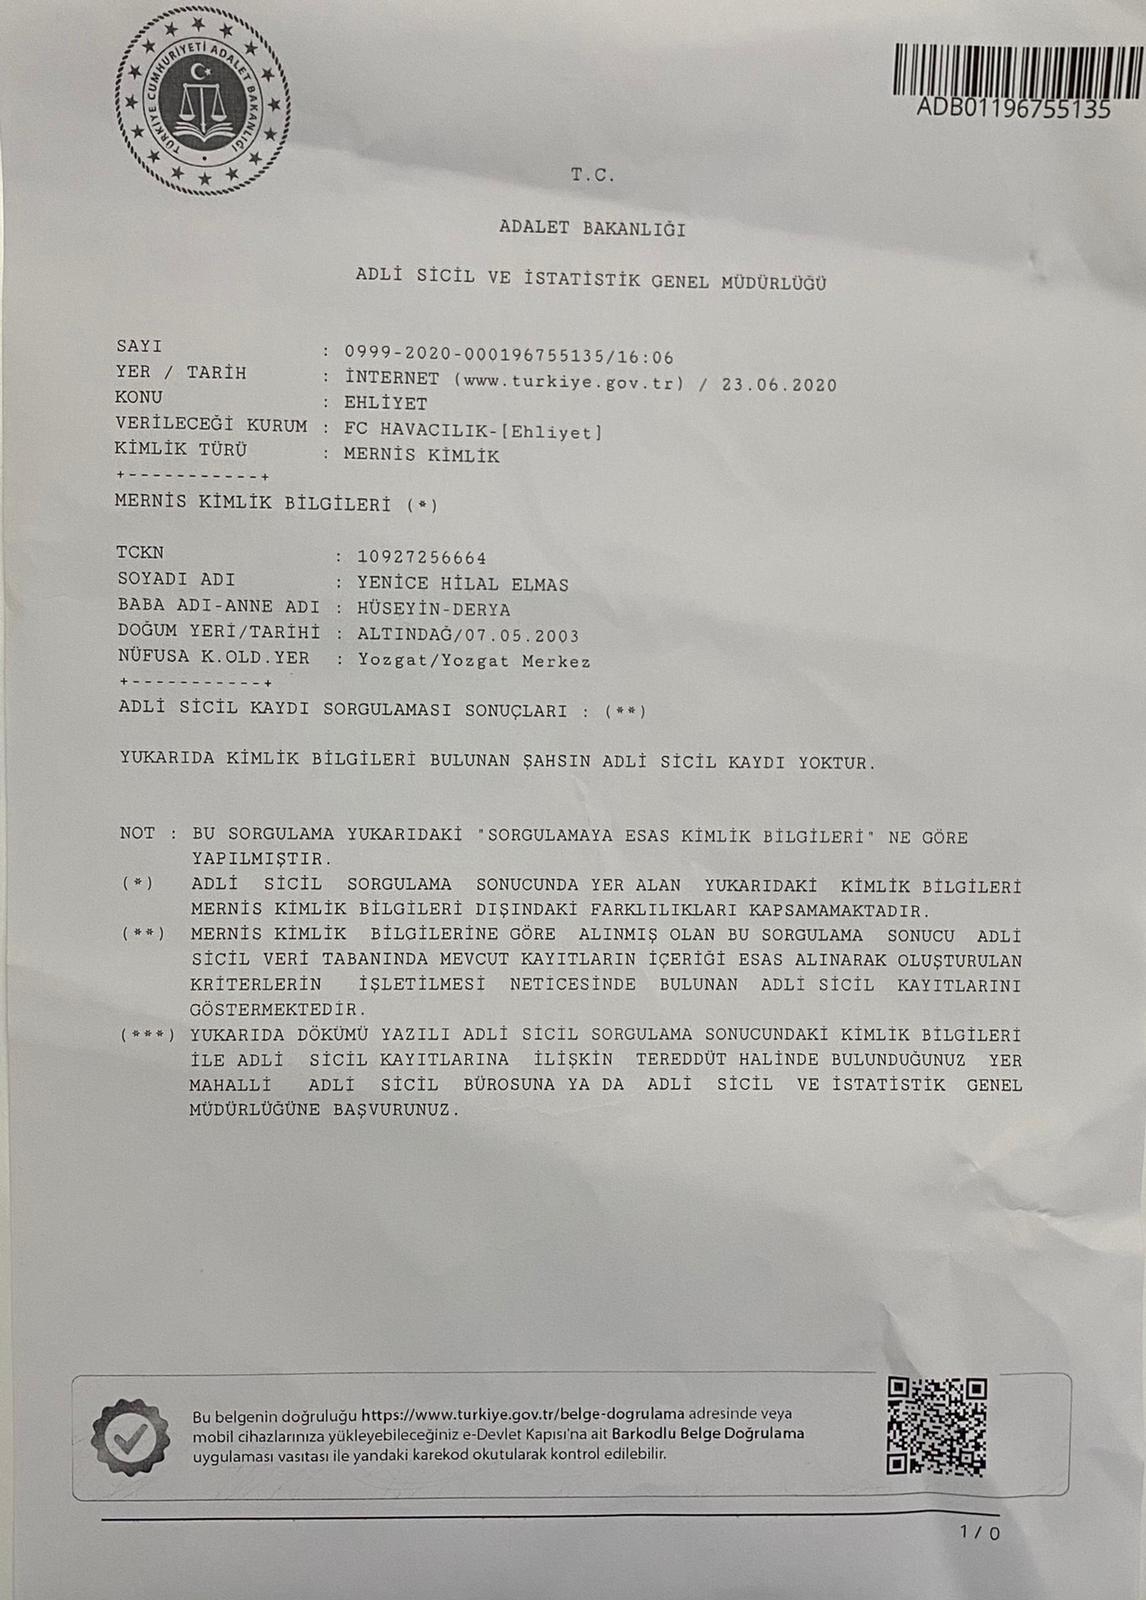 TÜRKİYE CUMHURİYETİ ADALET BAKANLIĞI
ADB01196755135
T.C.
ADALET BAKANLIĞI
ADLİ SİCİL VE İSTATİSTİK GENEL MÜDÜRLÜĞÜ
SAYI : 0999-2020-000196755135/16:06
YER / TARİH : İNTERNET (www.turkiye.gov.tr) / 23.06.2020
KONU : EHLİYET
VERİLECEĞİ KURUM : FC HAVACILIK-[Ehliyet]
KİMLİK TÜRÜ : MERNİS KİMLİK
+-----------+
MERNİS KİMLİK BİLGİLERİ (*)
TCKN : 10927256664
SOYADI ADI : YENİCE HİLAL ELMAS
BABA ADI-ANNE ADI : HÜSEYİN-DERYA
DOĞUM YERİ/TARİHİ : ALTINDAĞ/07.05.2003
NÜFUSA K.OLD.YER : Yozgat/Yozgat Merkez
+-----------+
ADLİ SİCİL KAYDI SORGULAMASI SONUÇLARI : (**)
YUKARIDA KİMLİK BİLGİLERİ BULUNAN ŞAHSIN ADLİ SİCİL KAYDI YOKTUR.
NOT : BU SORGULAMA YUKARIDAKİ "SORGULAMAYA ESAS KİMLİK BİLGİLERİ" NE GÖRE
YAPILMIŞTIR.
(*) ADLİ SİCİL SORGULAMA SONUCUNDA YER ALAN YUKARIDAKİ KİMLİK BİLGİLERİ
MERNİS KİMLİK BİLGİLERİ DIŞINDAKİ FARKLILIKLARI KAPSAMAMAKTADIR.
(**) MERNİS KİMLİK BİLGİLERİNE GÖRE ALINMIŞ OLAN BU SORGULAMA SONUCU ADLİ
SİCİL VERİ TABANINDA MEVCUT KAYITLARIN İÇERİĞİ ESAS ALINARAK OLUŞTURULAN
KRİTERLERİN İŞLETİLMESİ NETİCESİNDE BULUNAN ADLİ SİCİL KAYITLARINI
GÖSTERMEKTEDİR.
(***) YUKARIDA DÖKÜMÜ YAZILI ADLİ SİCİL SORGULAMA SONUCUNDAKİ KİMLİK BİLGİLERİ
İLE ADLİ SİCİL KAYITLARINA İLİŞKİN TEREDDÜT HALİNDE BULUNDUĞUNUZ YER
MAHALLİ ADLİ SİCİL BÜROSUNA YA DA ADLİ SİCİL VE İSTATİSTİK GENEL
MÜDÜRLÜĞÜNE BAŞVURUNUZ.
Bu belgenin doğruluğu https://www.turkiye.gov.tr/belge-dogrulama adresinde veya
mobil cihazlarınıza yükleyebileceğiniz e-Devlet Kapısı'na ait Barkodlu Belge Doğrulama
uygulaması vasıtası ile yandaki karekod okutularak kontrol edilebilir.
1 / 0